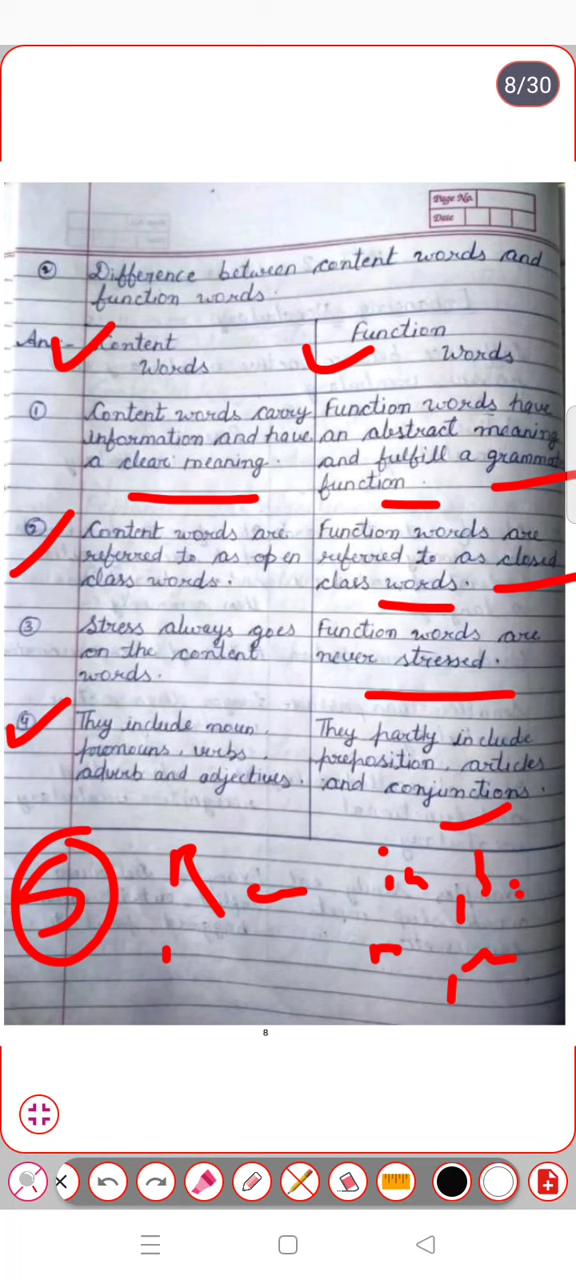 8/30
Page No.
Date
② Difference between content words and
function words.
Ans:- Content Words
Function Words
① Content words carry
information and have
a clear meaning.
Function words have
an abstract meaning
and fulfill a
function.
Content words are
referred to as open
class words.
Function words are
referred to as closed
class words.
③ Stress always goes
on the content
words.
Function words are
never stressed.
④ They include noun,
pronouns, verbs,
adverb and adjectives.
They partly include
preposition, articles
and conjunctions.
5
8